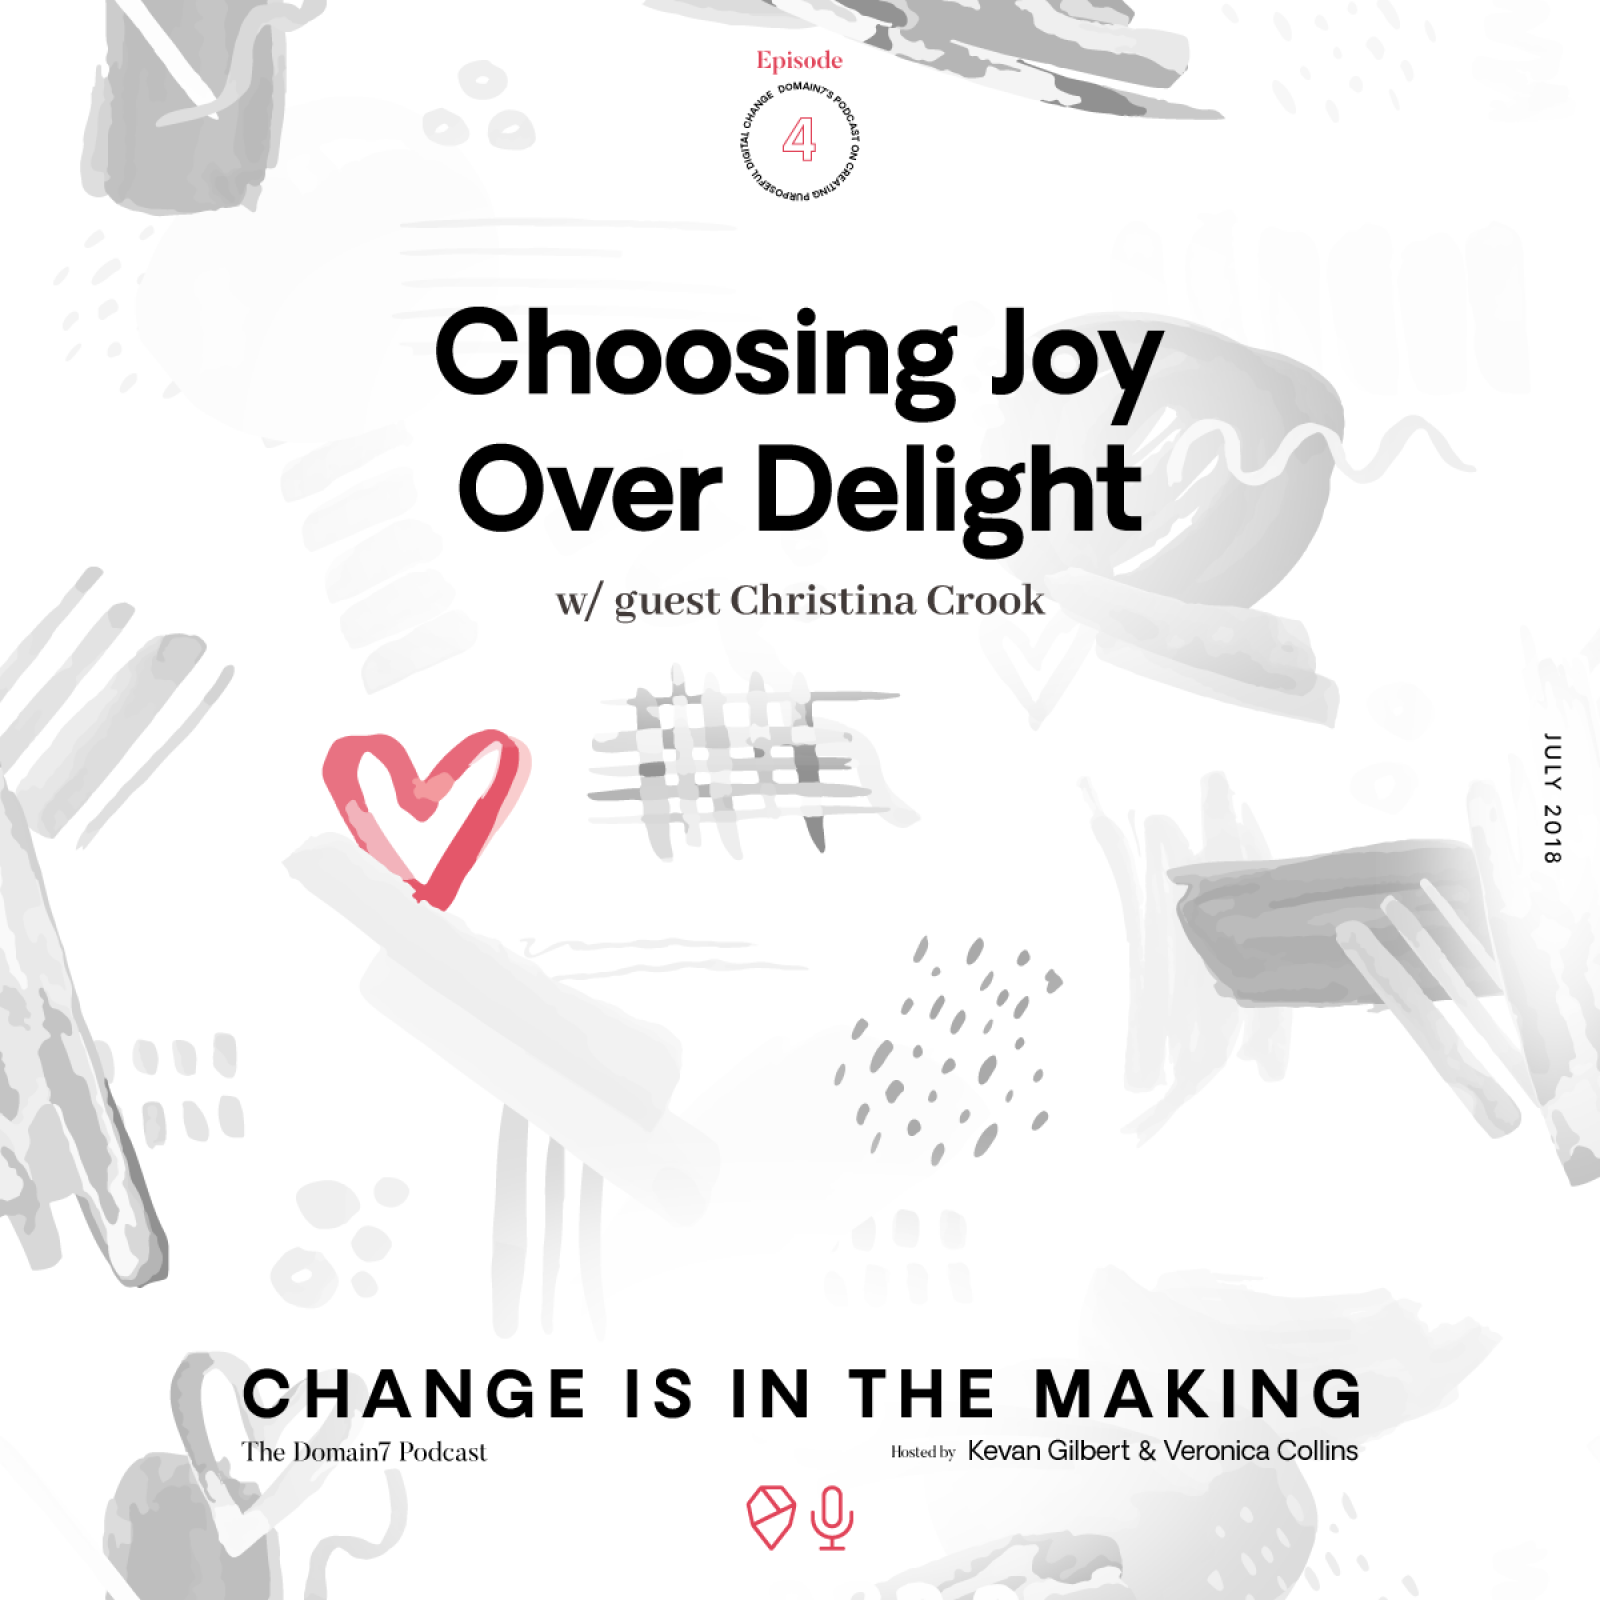 Episode
DOMAIN7'S PODCAST ON CREATING PURPOSEFUL DIGITAL CHANGE
4
Choosing Joy
Over Delight
w/ guest Christina Crook
JULY 2018
CHANGE IS IN THE MAKING
The Domain7 Podcast
Hosted by Kevan Gilbert & Veronica Collins